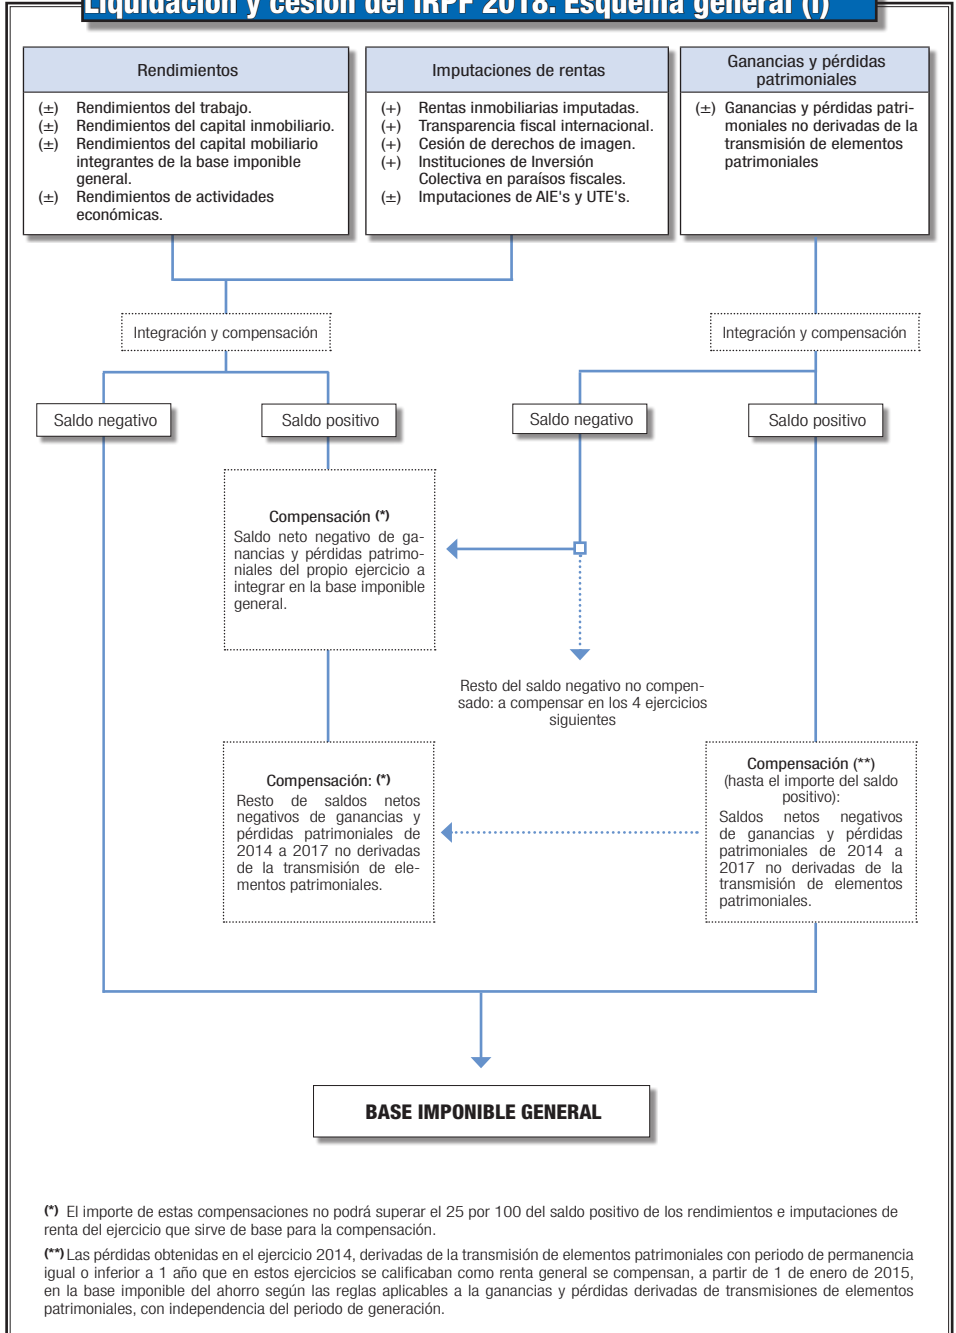 Liquidación y cesión del IRPF 2018. Esquema general (I)
Rendimientos
(±) Rendimientos del trabajo.
(±) Rendimientos del capital inmobiliario.
(±) Rendimientos del capital mobiliario
integrantes de la base imponible
general.
(±) Rendimientos de actividades
económicas.
Imputaciones de rentas
(+) Rentas inmobiliarias imputadas.
(+) Transparencia fiscal internacional.
(+) Cesión de derechos de imagen.
(+) Instituciones de Inversión
Colectiva en paraísos fiscales.
(±) Imputaciones de AIE's y UTE's.
Ganancias y pérdidas
patrimoniales
(±) Ganancias y pérdidas patri-
moniales no derivadas de la
transmisión de elementos
patrimoniales
Integración y compensación
Integración y compensación
Saldo negativo
Saldo positivo
Saldo negativo
Saldo positivo
Compensación (*)
Saldo neto negativo de ga-
nancias y pérdidas patrimo-
niales del propio ejercicio a
integrar en la base imponible
general.
Resto del saldo negativo no compen-
sado: a compensar en los 4 ejercicios
siguientes
Compensación: (*)
Resto de saldos netos
negativos de ganancias y
pérdidas patrimoniales de
2014 a 2017 no derivadas
de la transmisión de ele-
mentos patrimoniales.
Compensación (**)
(hasta el importe del saldo
positivo):
Saldos netos negativos
de ganancias y pérdidas
patrimoniales de 2014 a
2017 no derivadas de la
transmisión de elementos
patrimoniales.
BASE IMPONIBLE GENERAL
(*) El importe de estas compensaciones no podrá superar el 25 por 100 del saldo positivo de los rendimientos e imputaciones de
renta del ejercicio que sirve de base para la compensación.
(**) Las pérdidas obtenidas en el ejercicio 2014, derivadas de la transmisión de elementos patrimoniales con periodo de permanencia
igual o inferior a 1 año que en estos ejercicios se calificaban como renta general se compensan, a partir de 1 de enero de 2015,
en la base imponible del ahorro según las reglas aplicables a la ganancias y pérdidas derivadas de transmisiones de elementos
patrimoniales, con independencia del periodo de generación.